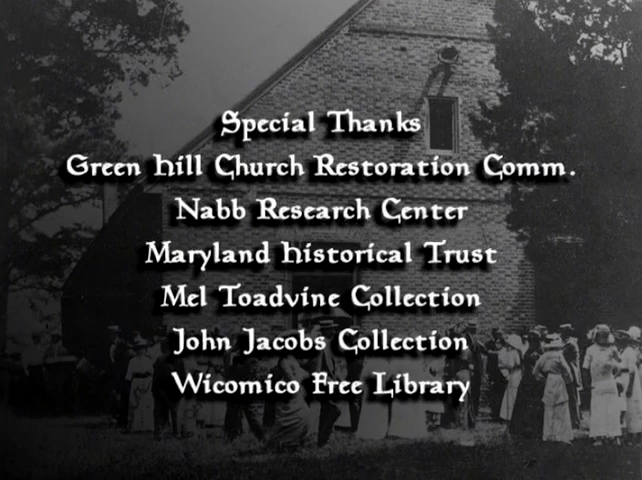 Special Thanks
Green Hill Church Restoration Comm.
Nabb Research Center
Maryland Historical Trust
Mel Toadvine Collection
John Jacobs Collection
Wicomico Free Library